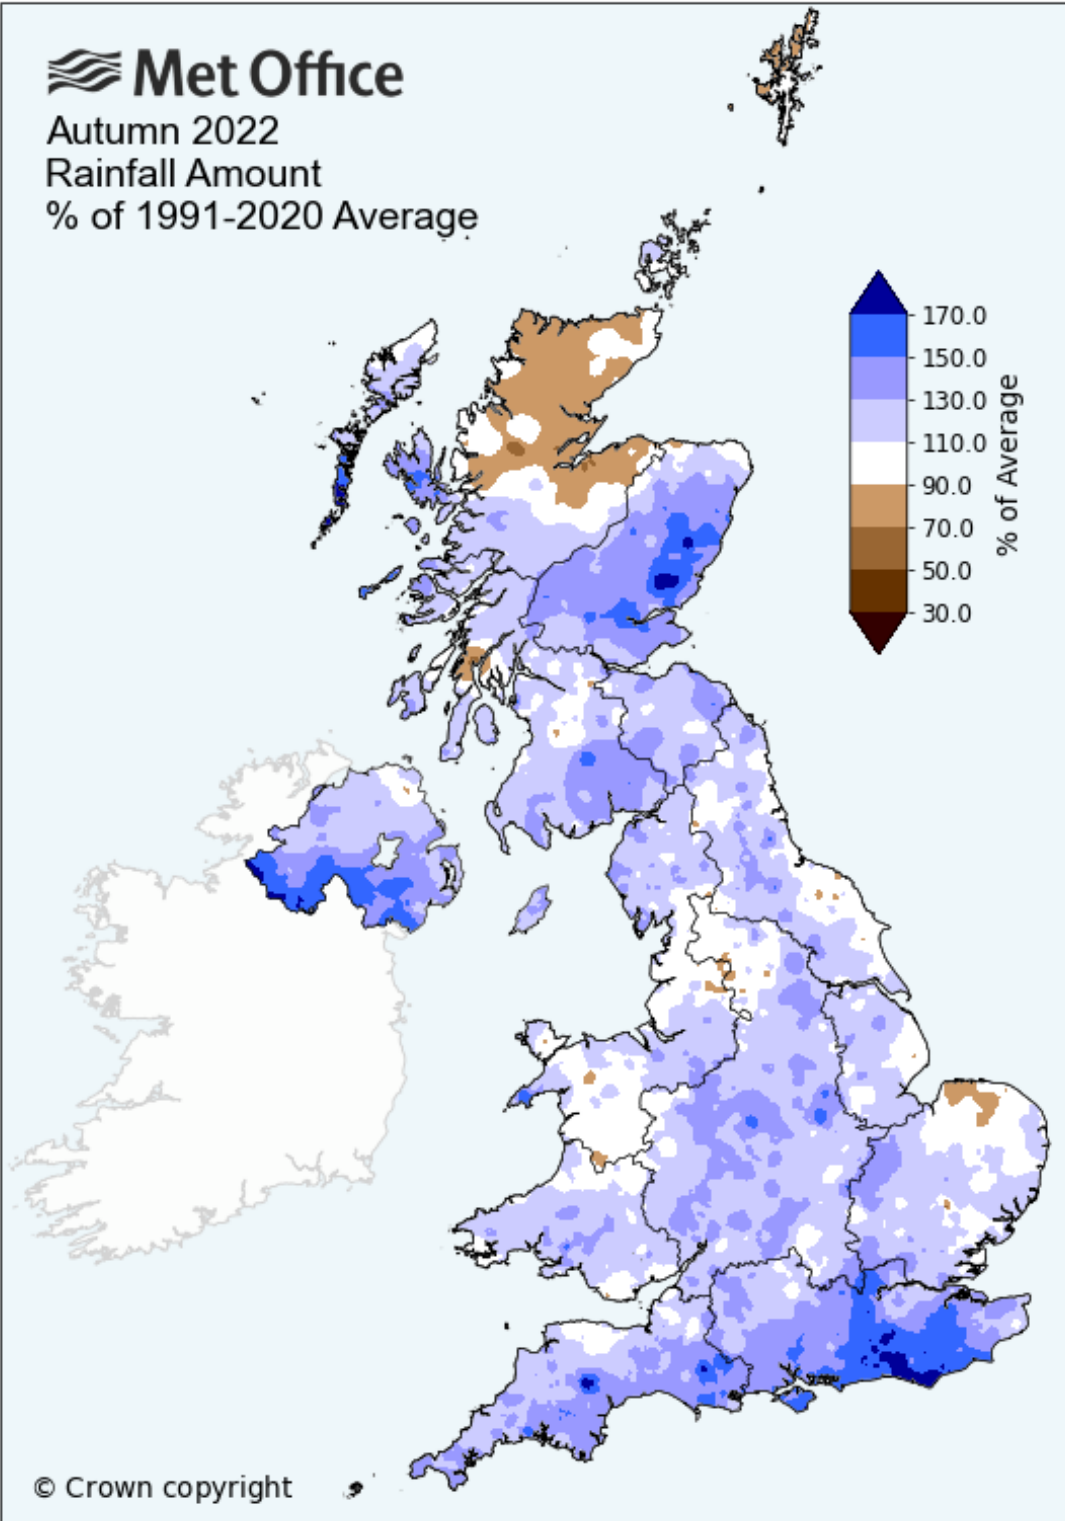 Met Office
Autumn 2022
Rainfall Amount
% of 1991-2020 Average
170.0
150.0
130.0
110.0
90.0
70.0
50.0
30.0
% of Average
© Crown copyright